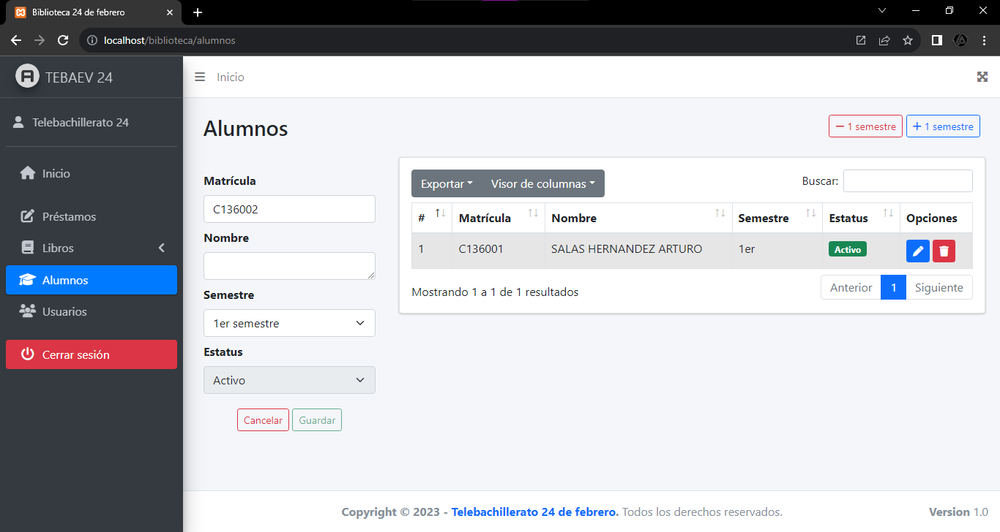 Biblioteca 24 de febrero
localhost/biblioteca/alumnos
TEBAEV 24
Inicio
Telebachillerato 24
Alumnos
1 semestre
1 semestre
Inicio
Préstamos
Libros
Alumnos
Usuarios
Cerrar sesión
Matrícula
C136002
Nombre
Semestre
1er semestre
Estatus
Activo
Cancelar Guardar
Exportar Visor de columnas Buscar:
# Matrícula Nombre Semestre Estatus Opciones
1 C136001 SALAS HERNANDEZ ARTURO 1er Activo
Mostrando 1 a 1 de 1 resultados
Anterior 1 Siguiente
Copyright © 2023 - Telebachillerato 24 de febrero. Todos los derechos reservados.
Version 1.0